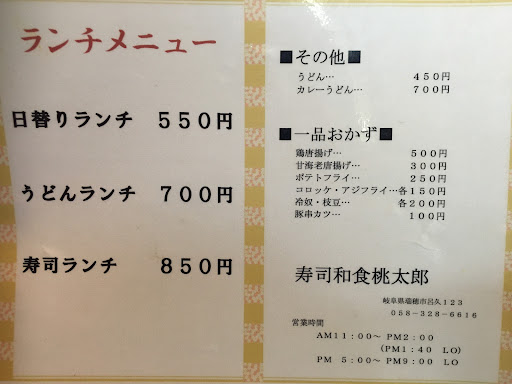 ランチメニュー
日替りランチ ５５０円
うどんランチ ７００円
寿司ランチ ８５０円
■その他■
うどん… ４５０円
カレーうどん… ７００円
■一品おかず■
鶏唐揚げ… ５００円
甘海老唐揚げ… ３００円
ポテトフライ… ２５０円
コロッケ・アジフライ…各１５０円
冷奴・枝豆… 各２００円
豚串カツ… １００円
寿司和食桃太郎
岐阜県瑞穂市呂久１２３
０５８-３２８-６６１６
営業時間
ＡＭ１１：００～ ＰＭ２：００
（ＰＭ１：４０ ＬＯ）
ＰＭ ５：００～ ＰＭ９：００ ＬＯ